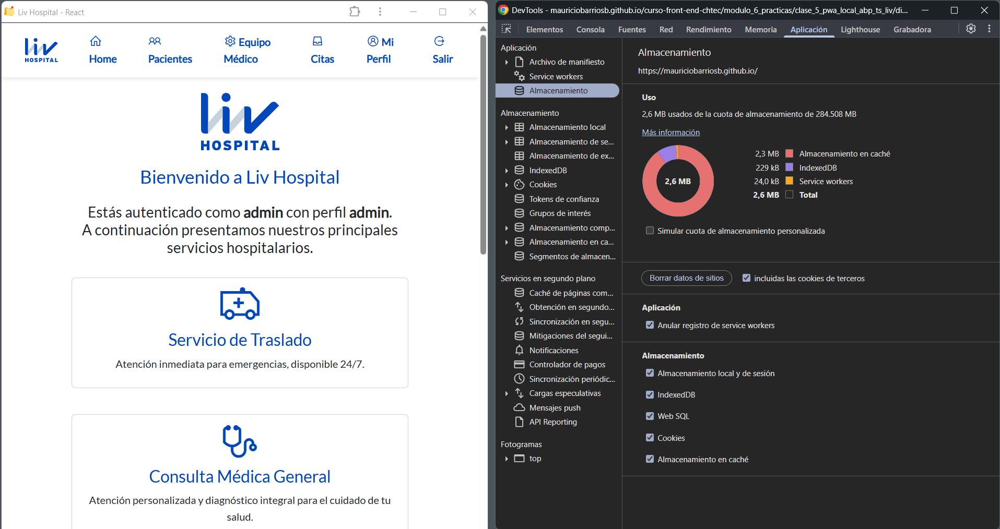 Liv Hospital - React
liv
HOSPITAL
Home
Pacientes
Equipo
Médico
Citas
Mi
Perfil
Salir
liv
HOSPITAL
Bienvenido a Liv Hospital
Estás autenticado como admin con perfil admin.
A continuación presentamos nuestros principales
servicios hospitalarios.
Servicio de Traslado
Atención inmediata para emergencias, disponible 24/7.
Consulta Médica General
Atención personalizada y diagnóstico integral para el cuidado de tu
salud.
DevTools - mauriciobarriosb.github.io/curso-front-end-chtec/modulo_6_practicas/clase_5_pwa_local_abp_ts_liv/di...
Elementos Consola Fuentes Red Rendimiento Memoria Aplicación Lighthouse Grabadora
Aplicación
Archivo de manifiesto
Service workers
Almacenamiento
Almacenamiento
Almacenamiento local
Almacenamiento de se...
Almacenamiento de ex...
IndexedDB
Cookies
Tokens de confianza
Grupos de interés
Almacenamiento comp...
Almacenamiento en ca...
Segmentos de almacen...
Servicios en segundo plano
Caché de páginas com...
Obtención en segundo...
Sincronización en segu...
Mitigaciones del segui...
Notificaciones
Controlador de pagos
Sincronización periódic...
Cargas especulativas
Mensajes push
API Reporting
Fotogramas
top
Almacenamiento
https://mauriciobarriosb.github.io/
Uso
2,6 MB usados de la cuota de almacenamiento de 284.508 MB
Más información
2,6 MB
2,3 MB Almacenamiento en caché
229 kB IndexedDB
24,0 kB Service workers
2,6 MB Total
Simular cuota de almacenamiento personalizada
Borrar datos de sitios incluidas las cookies de terceros
Aplicación
Anular registro de service workers
Almacenamiento
Almacenamiento local y de sesión
IndexedDB
Web SQL
Cookies
Almacenamiento en caché